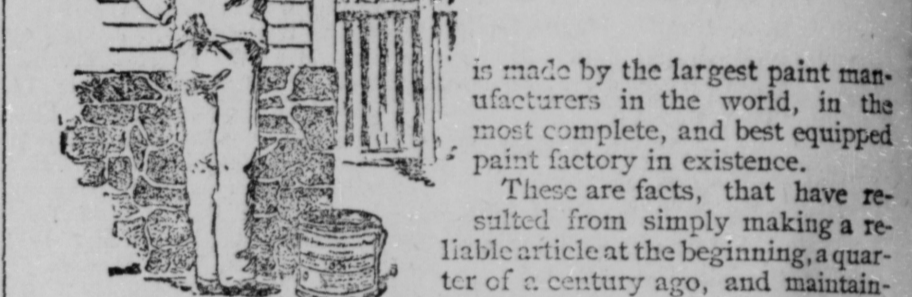 is made by the largest paint man-
ufacturers in the world, in the
most complete, and best equipped
paint factory in existence.
These are facts, that have re-
sulted from simply making a re-
liable article at the beginning, a quar-
ter of a century ago, and maintain-